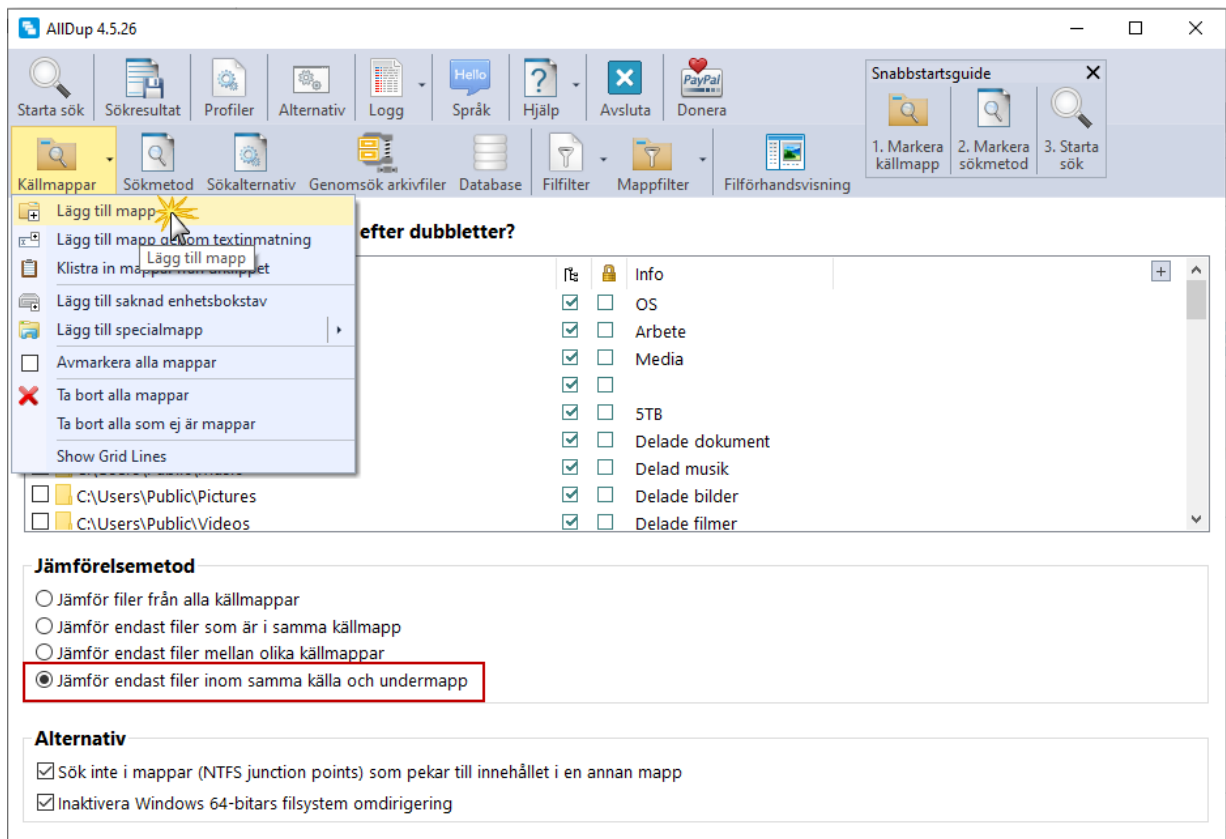 AllDup 4.5.26
Starta sök Sökresultat Profiler Alternativ Logg Hello Språk ? Hjälp Avsluta PayPal Donera
Snabbstartsguide
1. Markera källmapp
2. Markera sökmetod
3. Starta sök
Källmappar Sökmetod Sökalternativ Genomsök arkivfiler Database Filfilter Mappfilter Filförhandsvisning
Lägg till mapp
efter dubbletter?
Lägg till mapp genom textinmatning
Lägg till mapp
Klistra in
Info
Lägg till saknad enhetsbokstav
OS
Lägg till specialmapp
Arbete
Avmarkera alla mappar
Media
Ta bort alla mappar
5TB
Ta bort alla som ej är mappar
Delade dokument
Show Grid Lines
Delad musik
C:\Users\Public\Pictures Delade bilder
C:\Users\Public\Videos Delade filmer
Jämförelsemetod
Jämför filer från alla källmappar
Jämför endast filer som är i samma källmapp
Jämför endast filer mellan olika källmappar
Jämför endast filer inom samma källa och undermapp
Alternativ
Sök inte i mappar (NTFS junction points) som pekar till innehållet i en annan mapp
Inaktivera Windows 64-bitars filsystem omdirigering